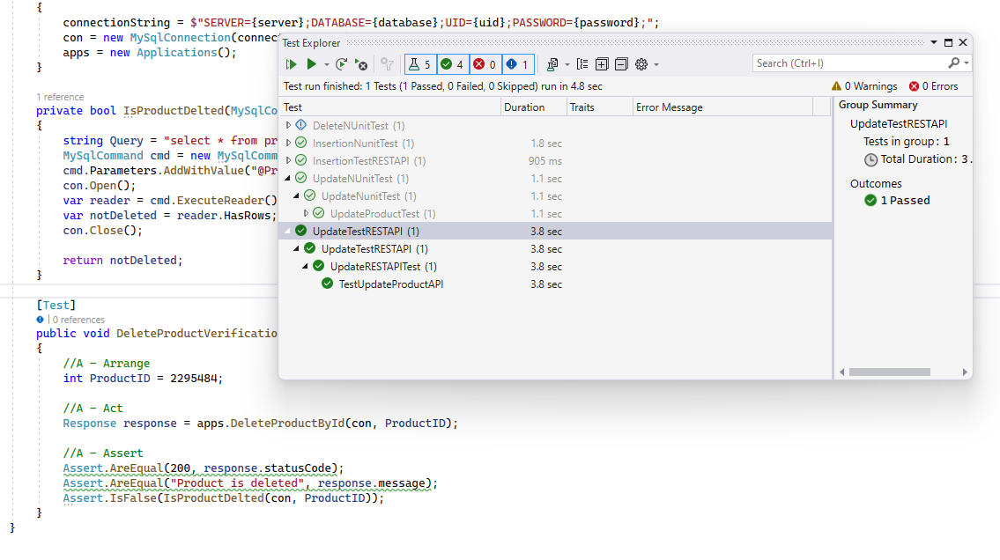 {
connectionString = $"SERVER={server};DATABASE={database};UID={uid};PASSWORD={password};";
con = new MySqlConnection(connec
apps = new Applications();
}
1 reference
private bool IsProductDelted(MySqlCo
{
string Query = "select * from pr
MySqlCommand cmd = new MySqlComm
cmd.Parameters.AddWithValue("@Pr
con.Open();
var reader = cmd.ExecuteReader()
var notDeleted = reader.HasRows;
con.Close();
return notDeleted;
}
[Test]
0 references
public void DeleteProductVerificatio
{
//A - Arrange
int ProductID = 2295484;
//A - Act
Response response = apps.DeleteProductById(con, ProductID);
//A - Assert
Assert.AreEqual(200, response.statusCode);
Assert.AreEqual("Product is deleted", response.message);
Assert.IsFalse(IsProductDelted(con, ProductID));
}
}
Test Explorer
5 4 0 1
Search (Ctrl+I)
Test run finished: 1 Tests (1 Passed, 0 Failed, 0 Skipped) run in 4.8 sec
0 Warnings 0 Errors
Test Duration Traits Error Message
DeleteNUnitTest (1)
InsertionNunitTest (1) 1.8 sec
InsertionTestRESTAPI (1) 905 ms
UpdateNUnitTest (1) 1.1 sec
UpdateNunitTest (1) 1.1 sec
UpdateProductTest (1) 1.1 sec
UpdateTestRESTAPI (1) 3.8 sec
UpdateTestRESTAPI (1) 3.8 sec
UpdateRESTAPITest (1) 3.8 sec
TestUpdateProductAPI 3.8 sec
Group Summary
UpdateTestRESTAPI
Tests in group: 1
Total Duration: 3.
Outcomes
1 Passed